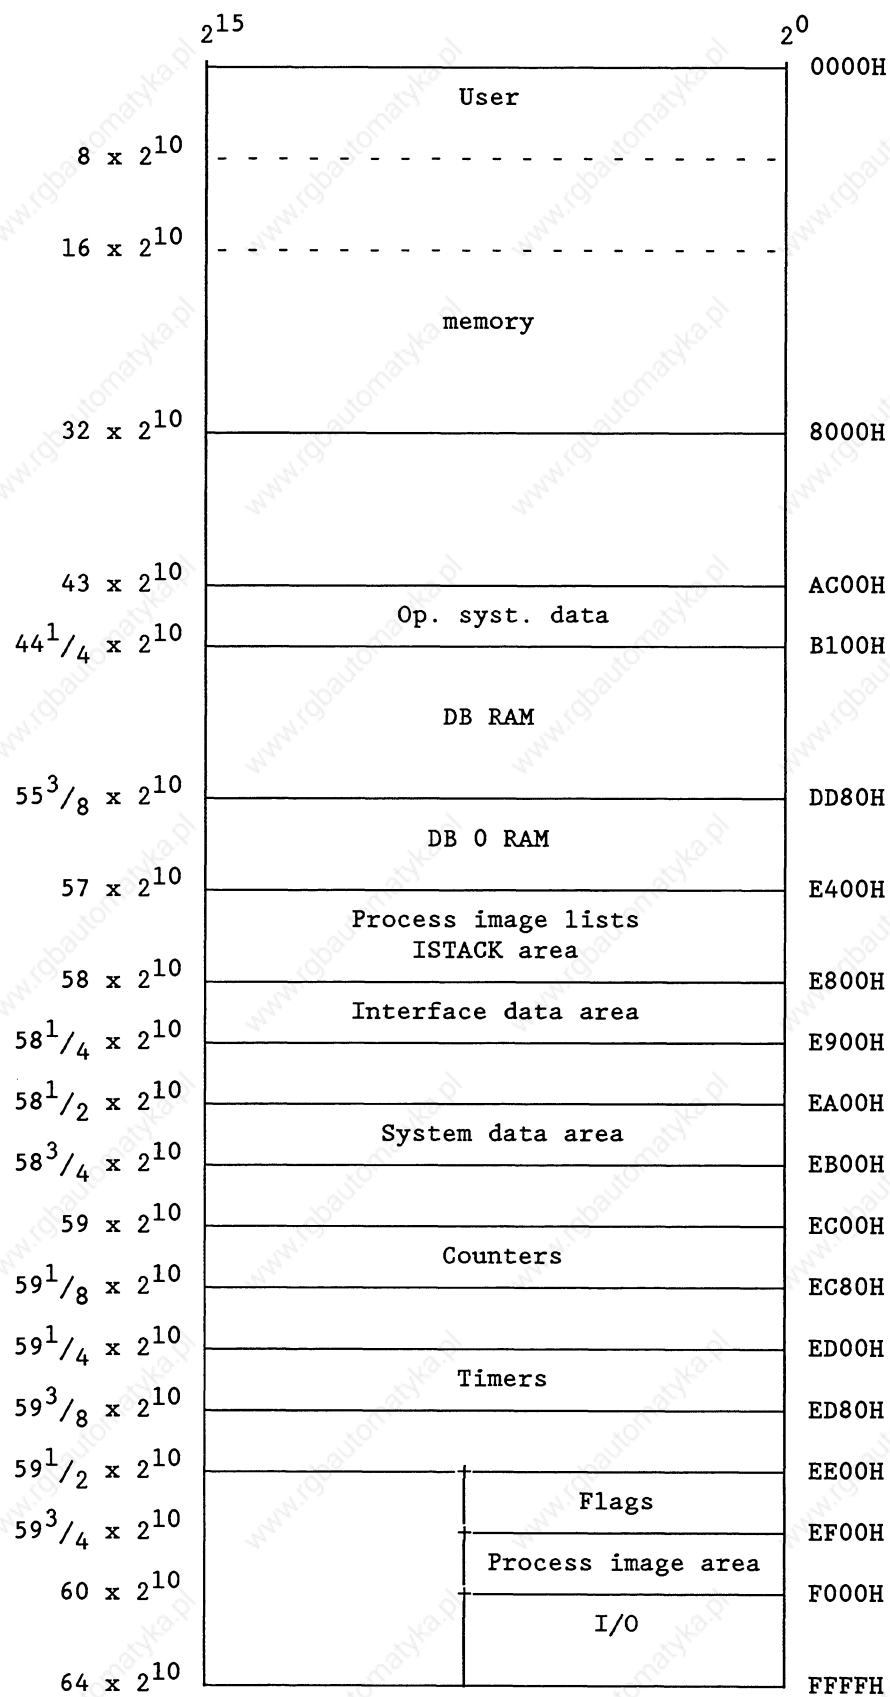 2^15 2^0
0000H
User
8 x 2^10
16 x 2^10
memory
32 x 2^10 8000H
43 x 2^10 AC00H
Op. syst. data
44 1/4 x 2^10 B100H
DB RAM
55 3/8 x 2^10 DD80H
DB 0 RAM
57 x 2^10 E400H
Process image lists
ISTACK area
58 x 2^10 E800H
Interface data area
58 1/4 x 2^10 E900H
58 1/2 x 2^10 EA00H
System data area
58 3/4 x 2^10 EB00H
59 x 2^10 EC00H
Counters
59 1/8 x 2^10 EC80H
59 1/4 x 2^10 ED00H
Timers
59 3/8 x 2^10 ED80H
59 1/2 x 2^10 EE00H
Flags
59 3/4 x 2^10 EF00H
Process image area
60 x 2^10 F000H
I/O
64 x 2^10 FFFFH
www.rgbautomatyka.pl